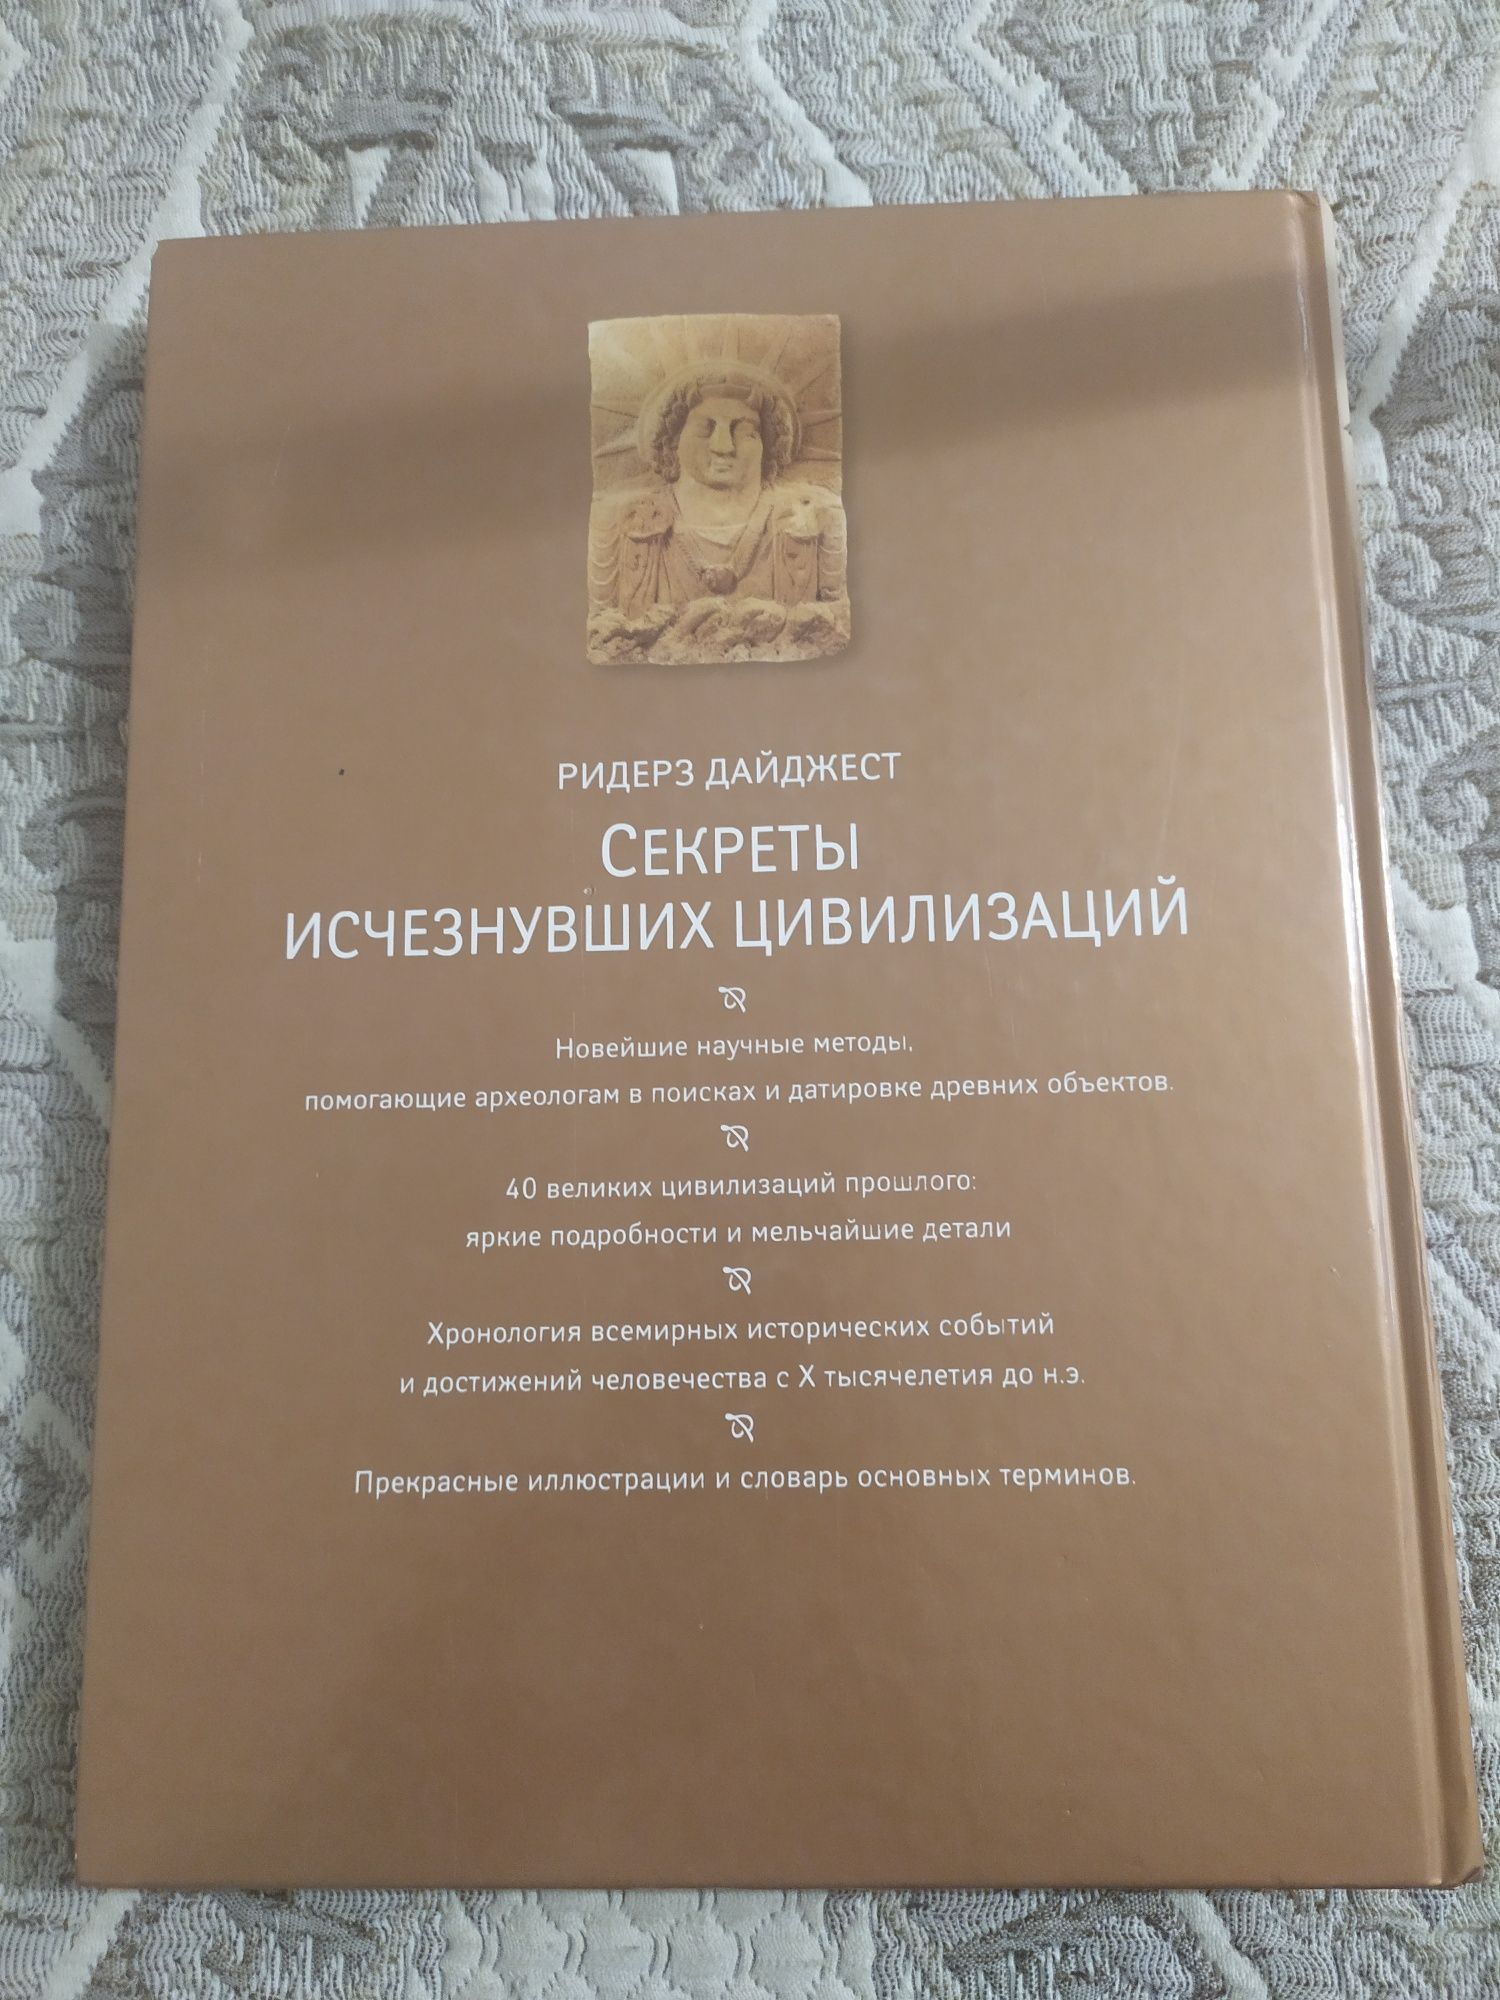 РИДЕРЗ ДАЙДЖЕСТ
СЕКРЕТЫ
ИСЧЕЗНУВШИХ ЦИВИЛИЗАЦИЙ
Новейшие научные методы,
помогающие археологам в поисках и датировке древних объектов.
40 великих цивилизаций прошлого:
яркие подробности и мельчайшие детали
Хронология всемирных исторических событий
и достижений человечества с X тысячелетия до н.э.
Прекрасные иллюстрации и словарь основных терминов.